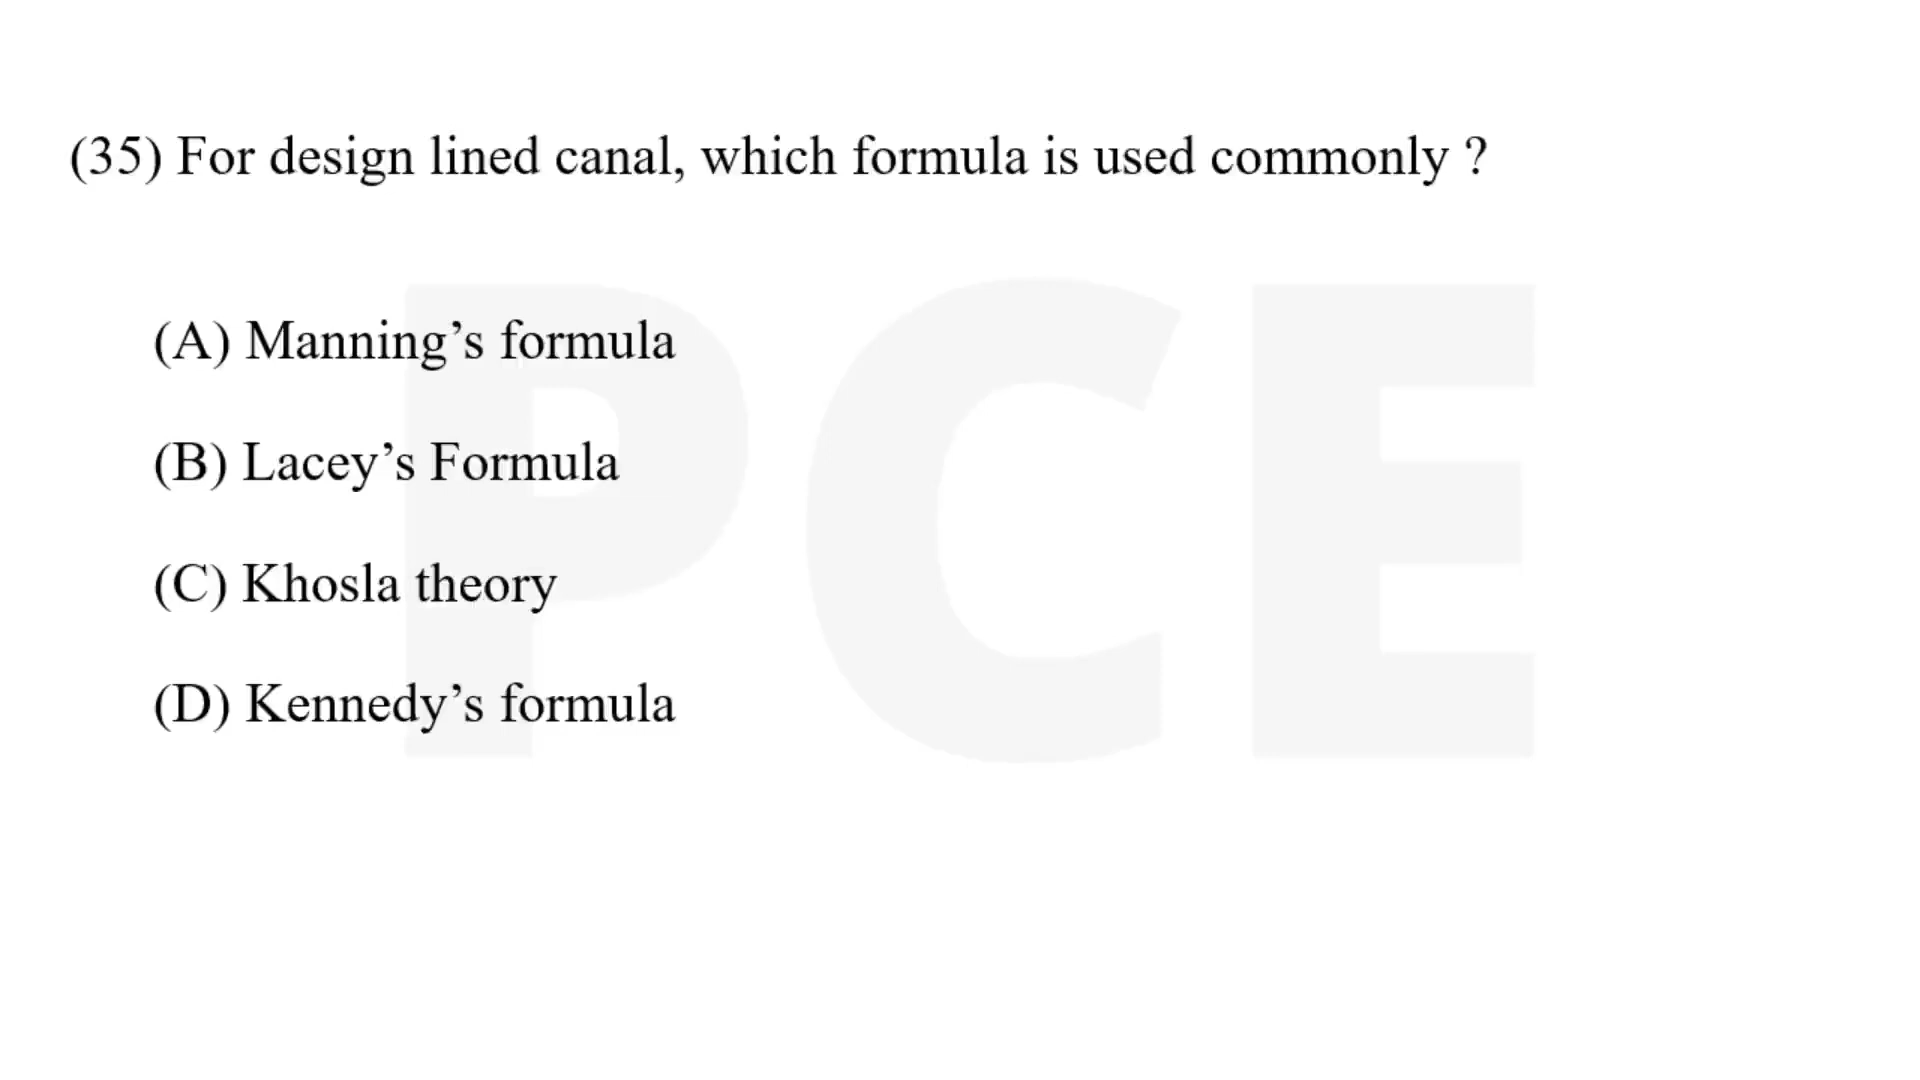 (35) For design lined canal, which formula is used commonly ?
(A) Manning’s formula
(B) Lacey’s Formula
(C) Khosla theory
(D) Kennedy’s formula
PCE